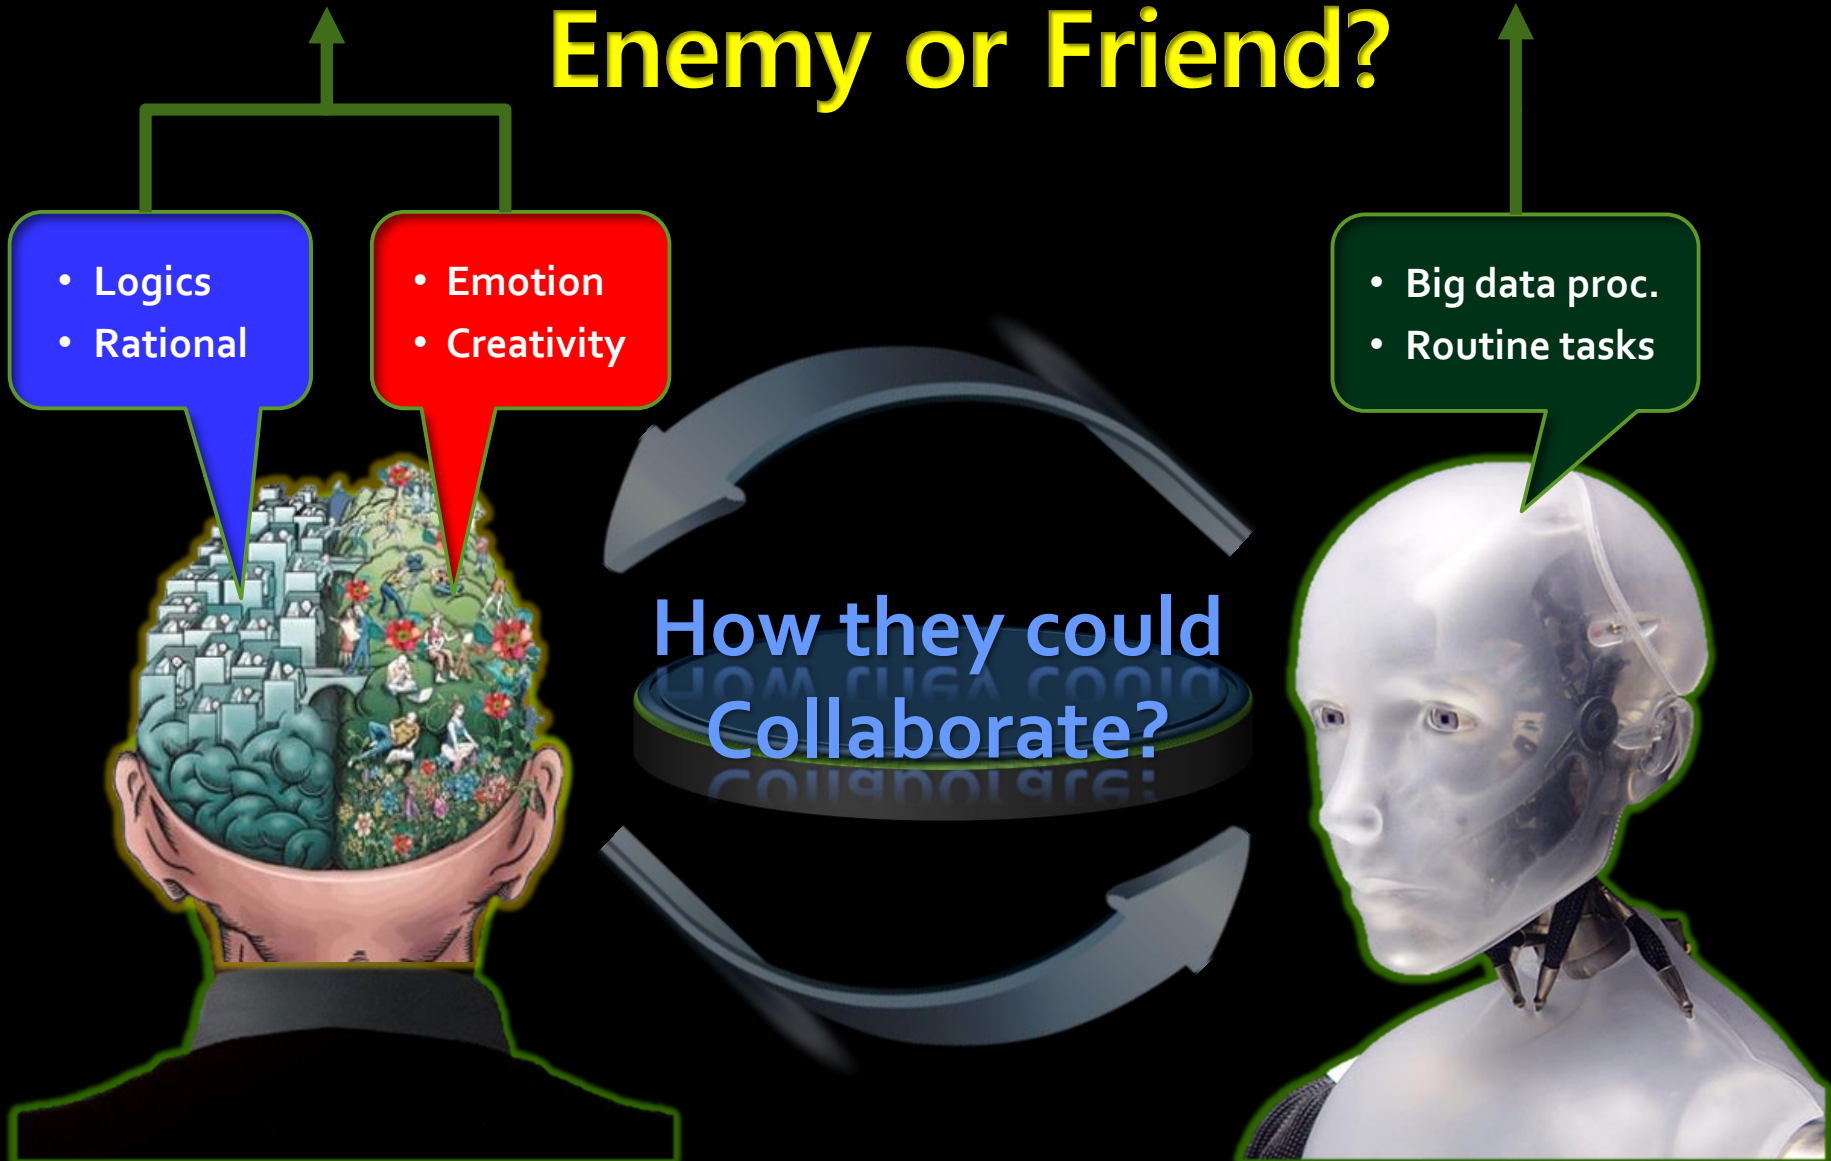 Enemy or Friend?
• Logics
• Rational
• Emotion
• Creativity
• Big data proc.
• Routine tasks
How they could
Collaborate?